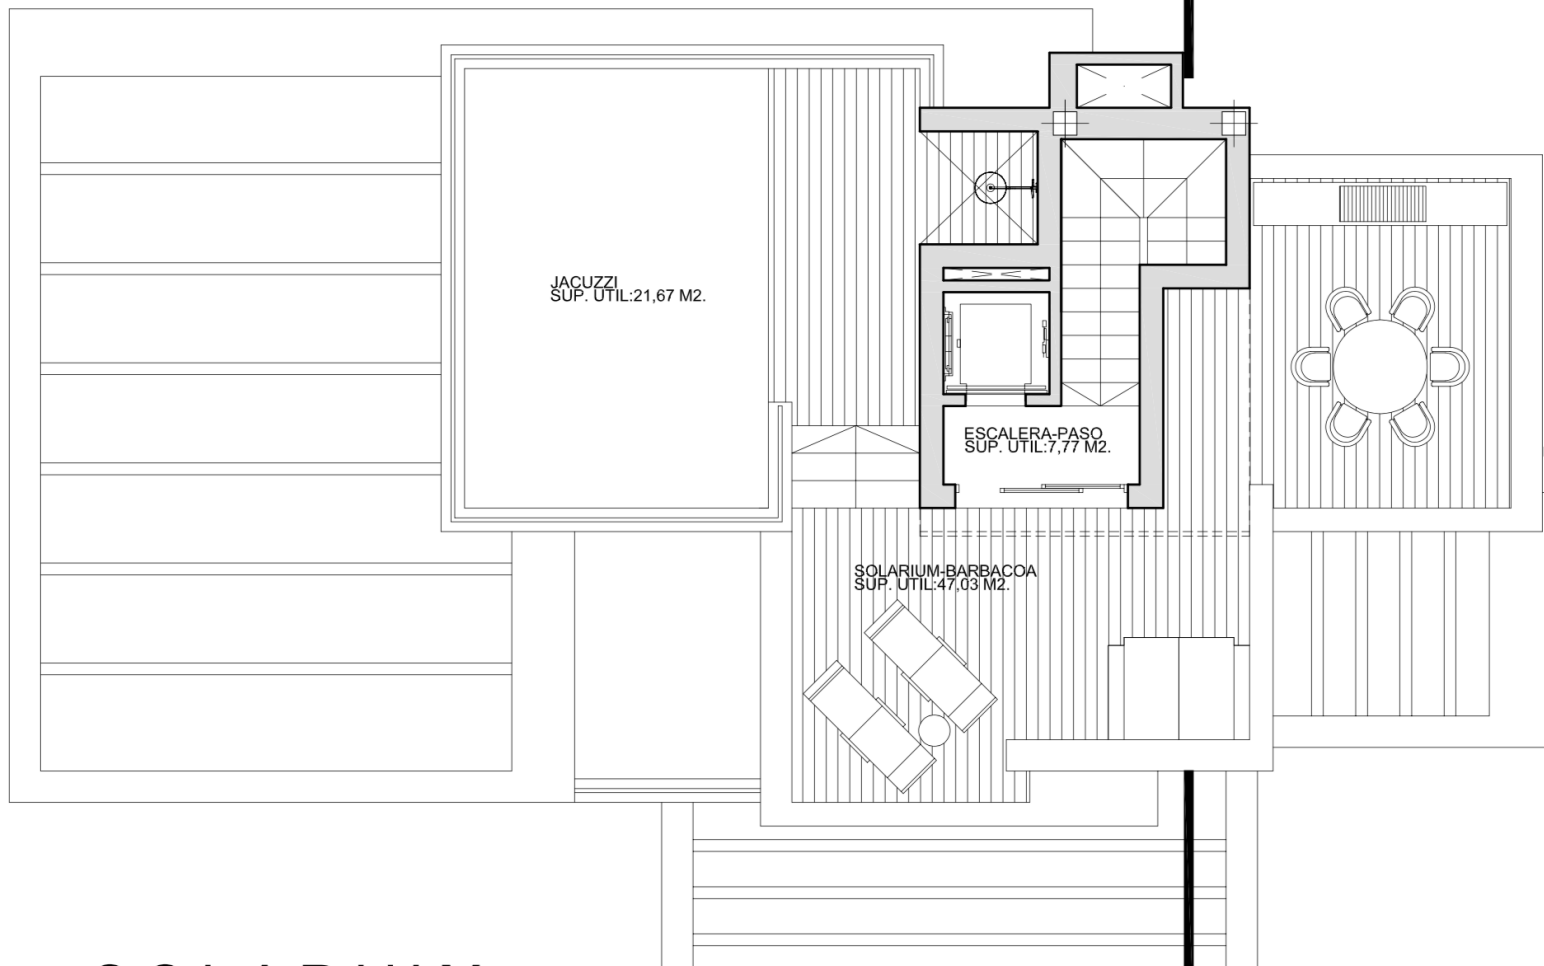 JACUZZI
SUP. UTIL:21,67 M2.
ESCALERA-PASO
SUP. UTIL:7,77 M2.
SOLARIUM-BARBACOA
SUP. UTIL:47,03 M2.
SOLARIUM